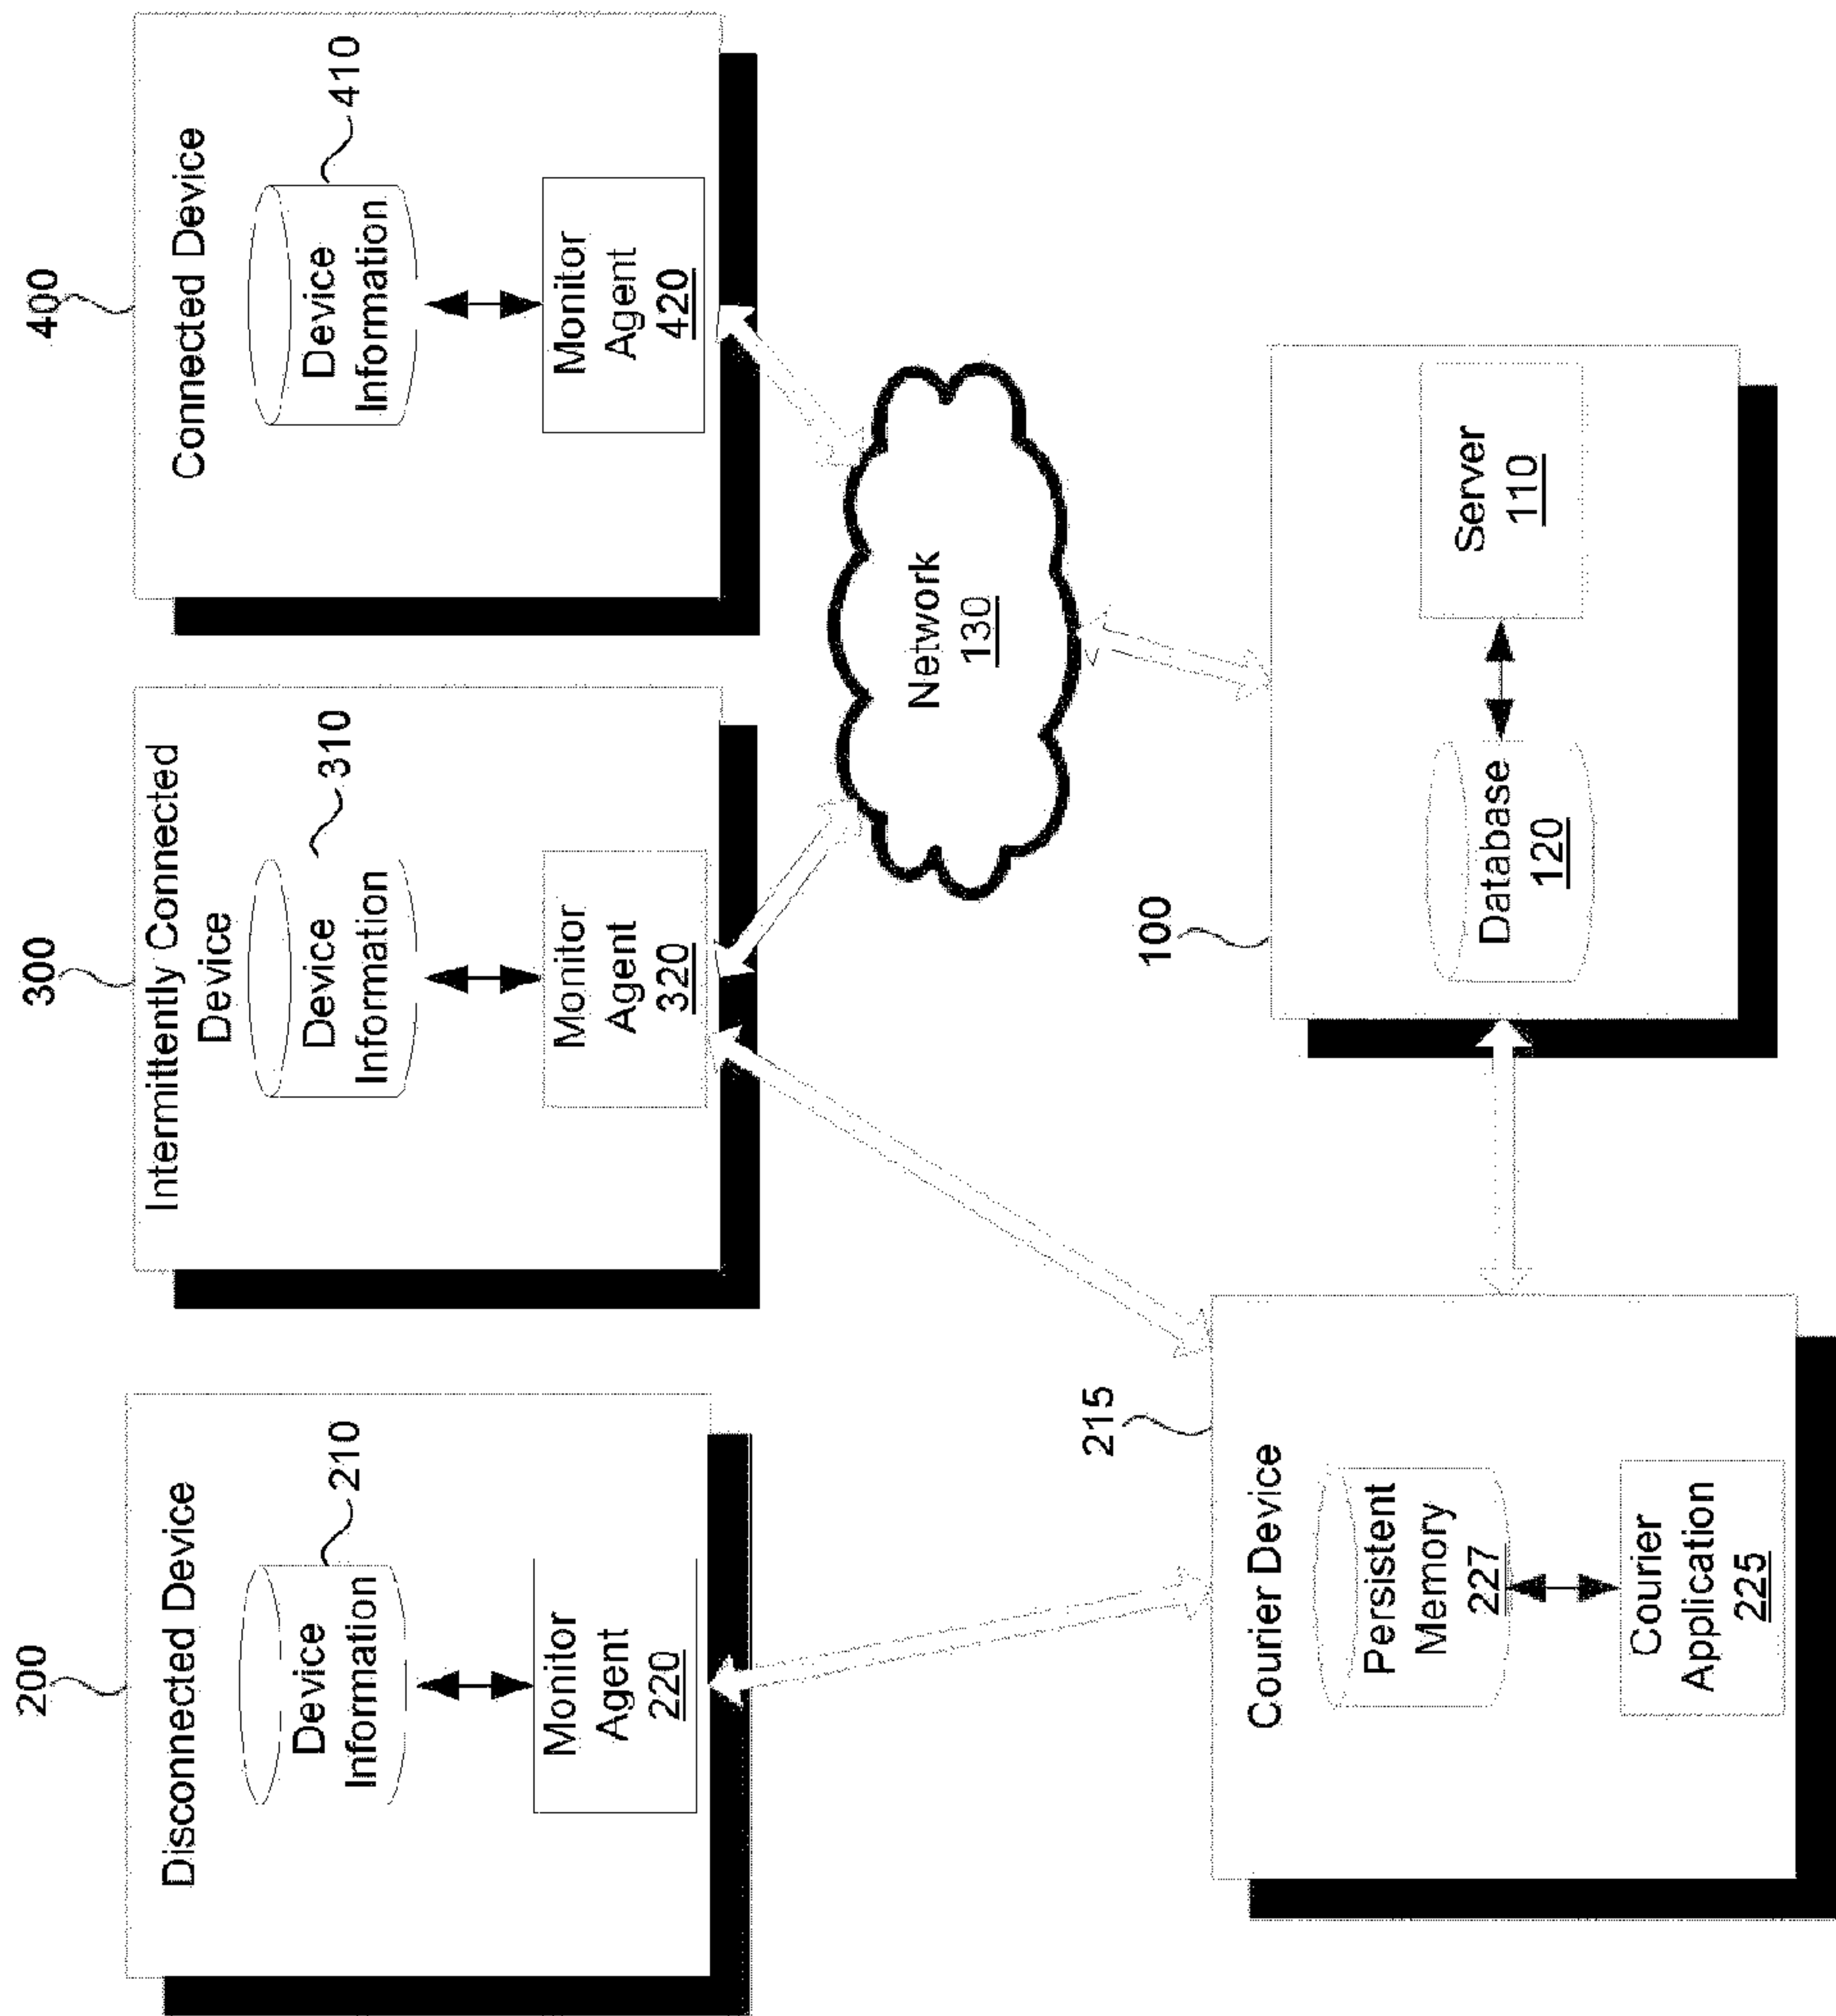 200
Disconnected Device
210
Device
Information
Monitor
Agent
220
300
Intermittently Connected
Device
310
Device
Information
Monitor
Agent
320
400
Connected Device
410
Device
Information
Monitor
Agent
420
Network
130
215
Courier Device
Persistent
Memory
227
Courier
Application
225
100
Database
120
Server
110